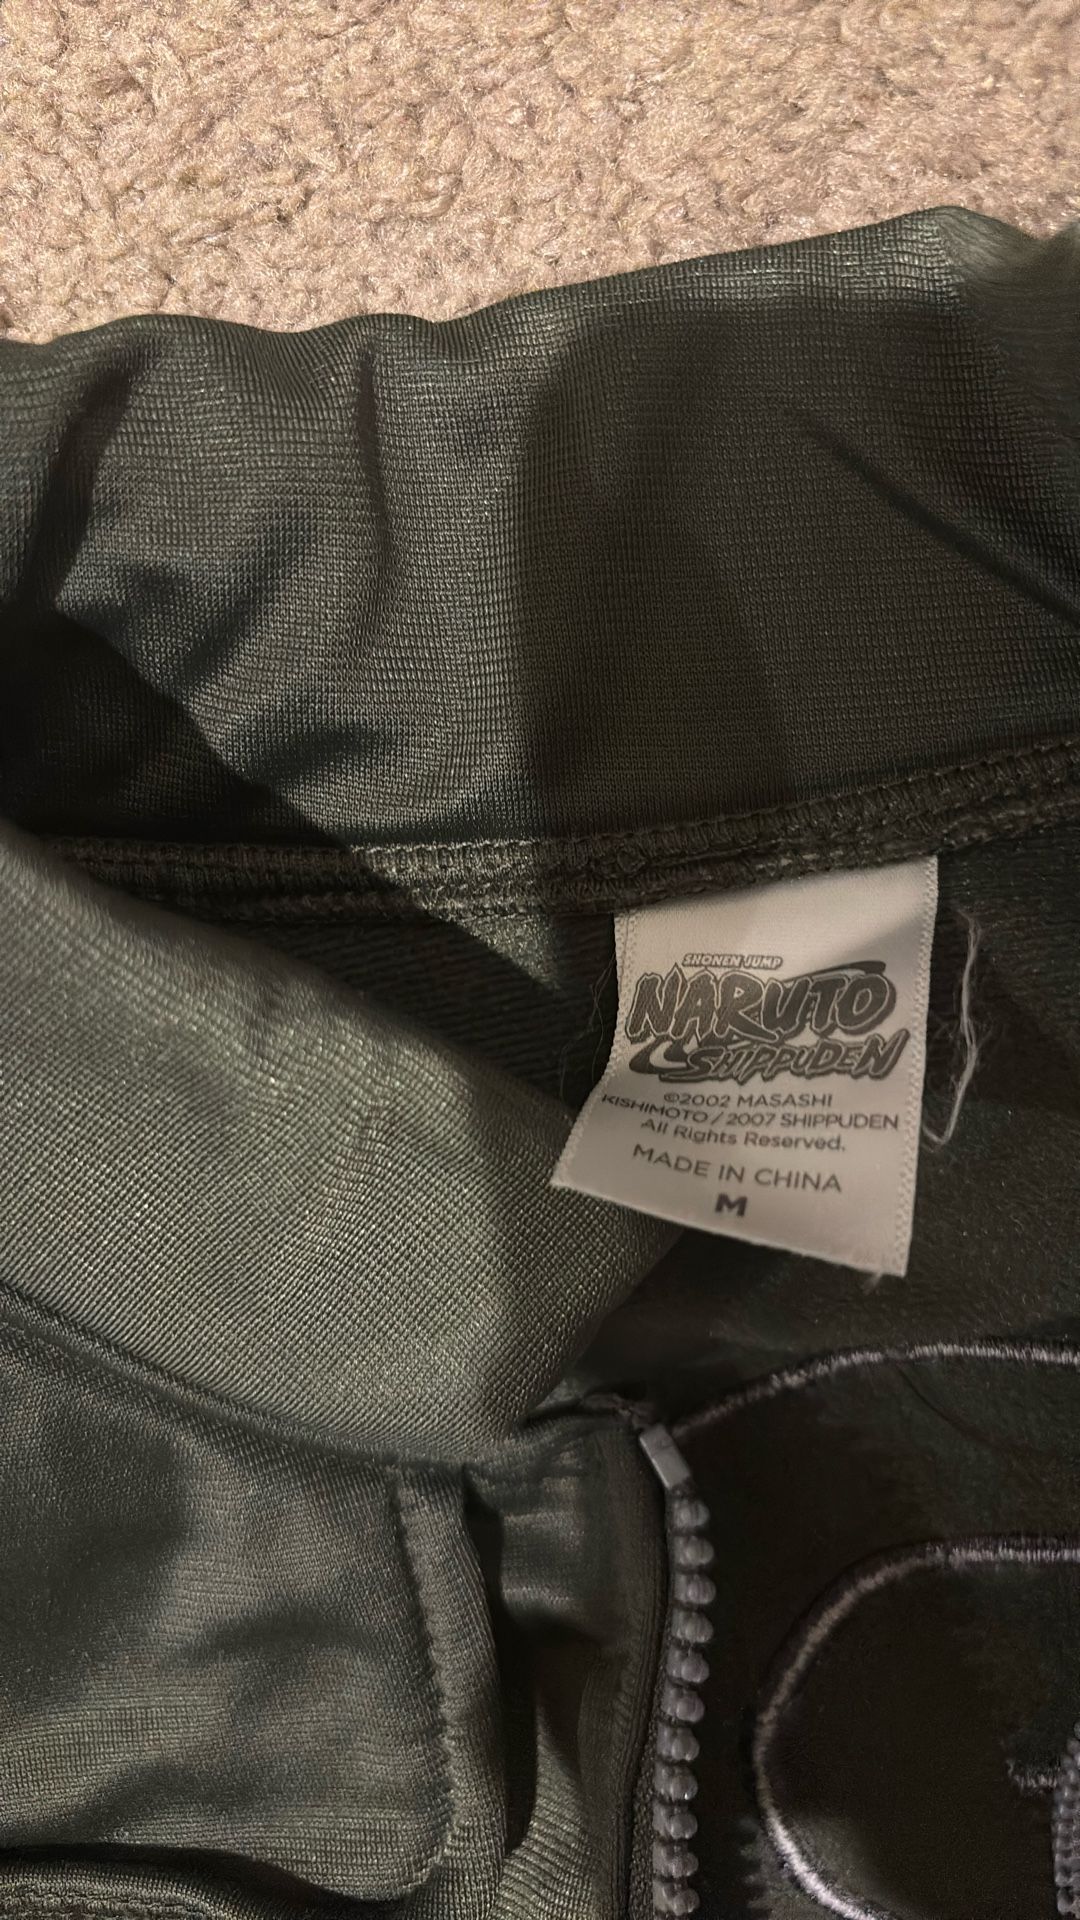 SHONEN JUMP
NARUTO
SHIPPUDEN
©2002 MASASHI
KISHIMOTO / 2007 SHIPPUDEN
All Rights Reserved.
MADE IN CHINA
M